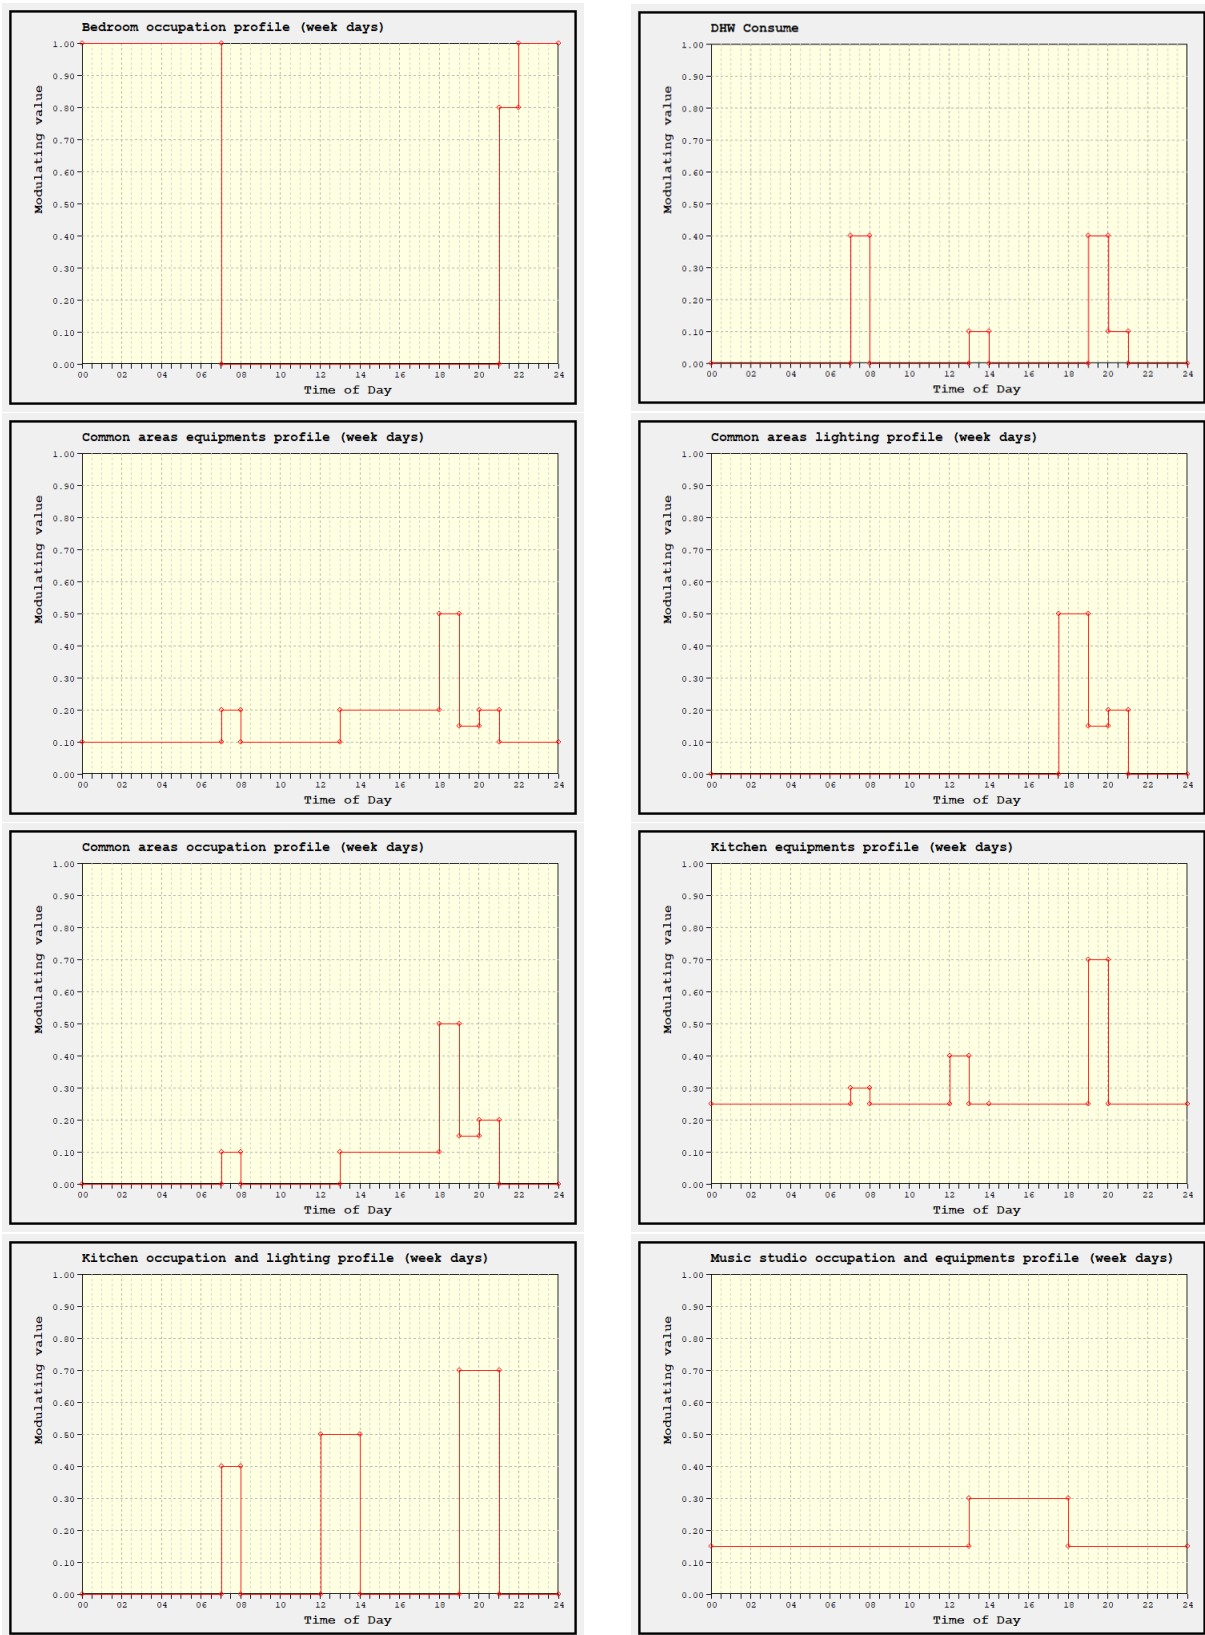 Bedroom occupation profile (week days)
1.00
0.90
0.80
0.70
0.60
0.50
0.40
0.30
0.20
0.10
0.00
Modulating value
00 02 04 06 08 10 12 14 16 18 20 22 24
Time of Day
DHW Consume
1.00
0.90
0.80
0.70
0.60
0.50
0.40
0.30
0.20
0.10
0.00
Modulating value
00 02 04 06 08 10 12 14 16 18 20 22 24
Time of Day
Common areas equipments profile (week days)
1.00
0.90
0.80
0.70
0.60
0.50
0.40
0.30
0.20
0.10
0.00
Modulating value
00 02 04 06 08 10 12 14 16 18 20 22 24
Time of Day
Common areas lighting profile (week days)
1.00
0.90
0.80
0.70
0.60
0.50
0.40
0.30
0.20
0.10
0.00
Modulating value
00 02 04 06 08 10 12 14 16 18 20 22 24
Time of Day
Common areas occupation profile (week days)
1.00
0.90
0.80
0.70
0.60
0.50
0.40
0.30
0.20
0.10
0.00
Modulating value
00 02 04 06 08 10 12 14 16 18 20 22 24
Time of Day
Kitchen equipments profile (week days)
1.00
0.90
0.80
0.70
0.60
0.50
0.40
0.30
0.20
0.10
0.00
Modulating value
00 02 04 06 08 10 12 14 16 18 20 22 24
Time of Day
Kitchen occupation and lighting profile (week days)
1.00
0.90
0.80
0.70
0.60
0.50
0.40
0.30
0.20
0.10
0.00
Modulating value
00 02 04 06 08 10 12 14 16 18 20 22 24
Time of Day
Music studio occupation and equipments profile (week days)
1.00
0.90
0.80
0.70
0.60
0.50
0.40
0.30
0.20
0.10
0.00
Modulating value
00 02 04 06 08 10 12 14 16 18 20 22 24
Time of Day